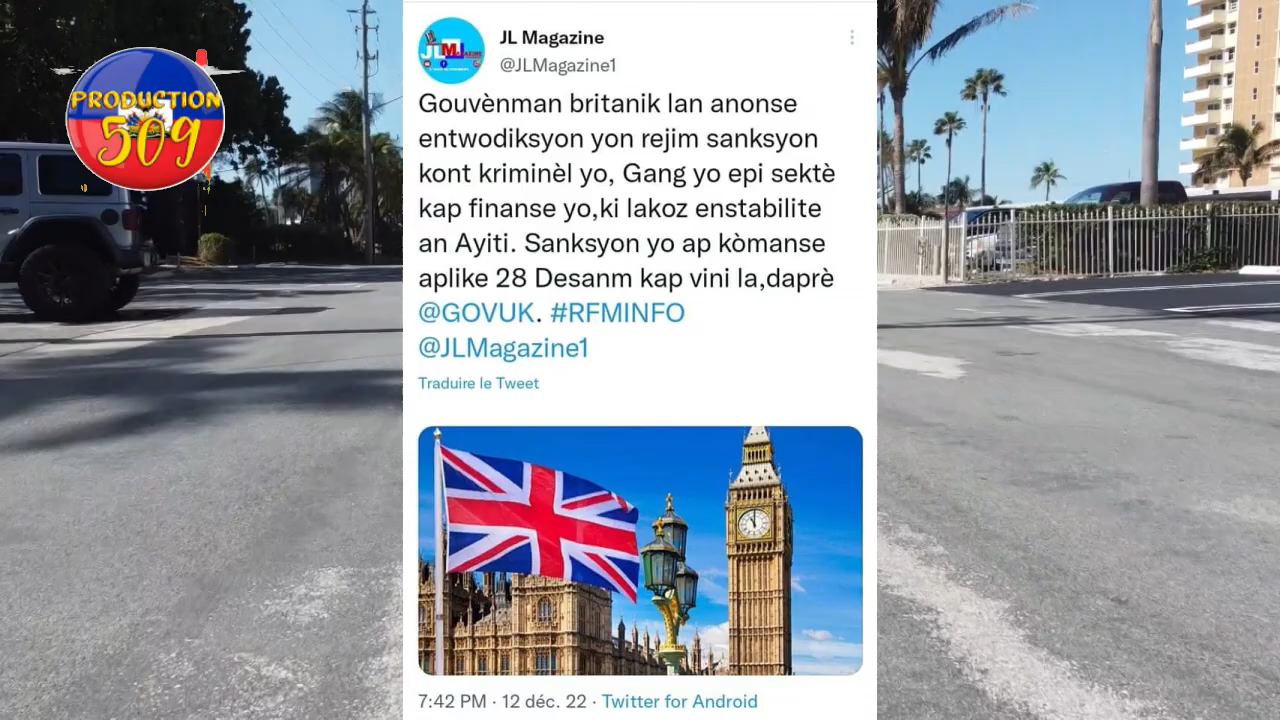 PRODUCTION
509
JL Magazine
@JLMagazine1
Gouvènman britanik lan anonse
entwodiksyon yon rejim sanksyon
kont kriminèl yo, Gang yo epi sektè
kap finanse yo,ki lakoz enstabilite
an Ayiti. Sanksyon yo ap kòmanse
aplike 28 Desanm kap vini la,daprè
@GOVUK. #RFMINFO
@JLMagazine1
Traduire le Tweet
7:42 PM · 12 déc. 22 · Twitter for Android